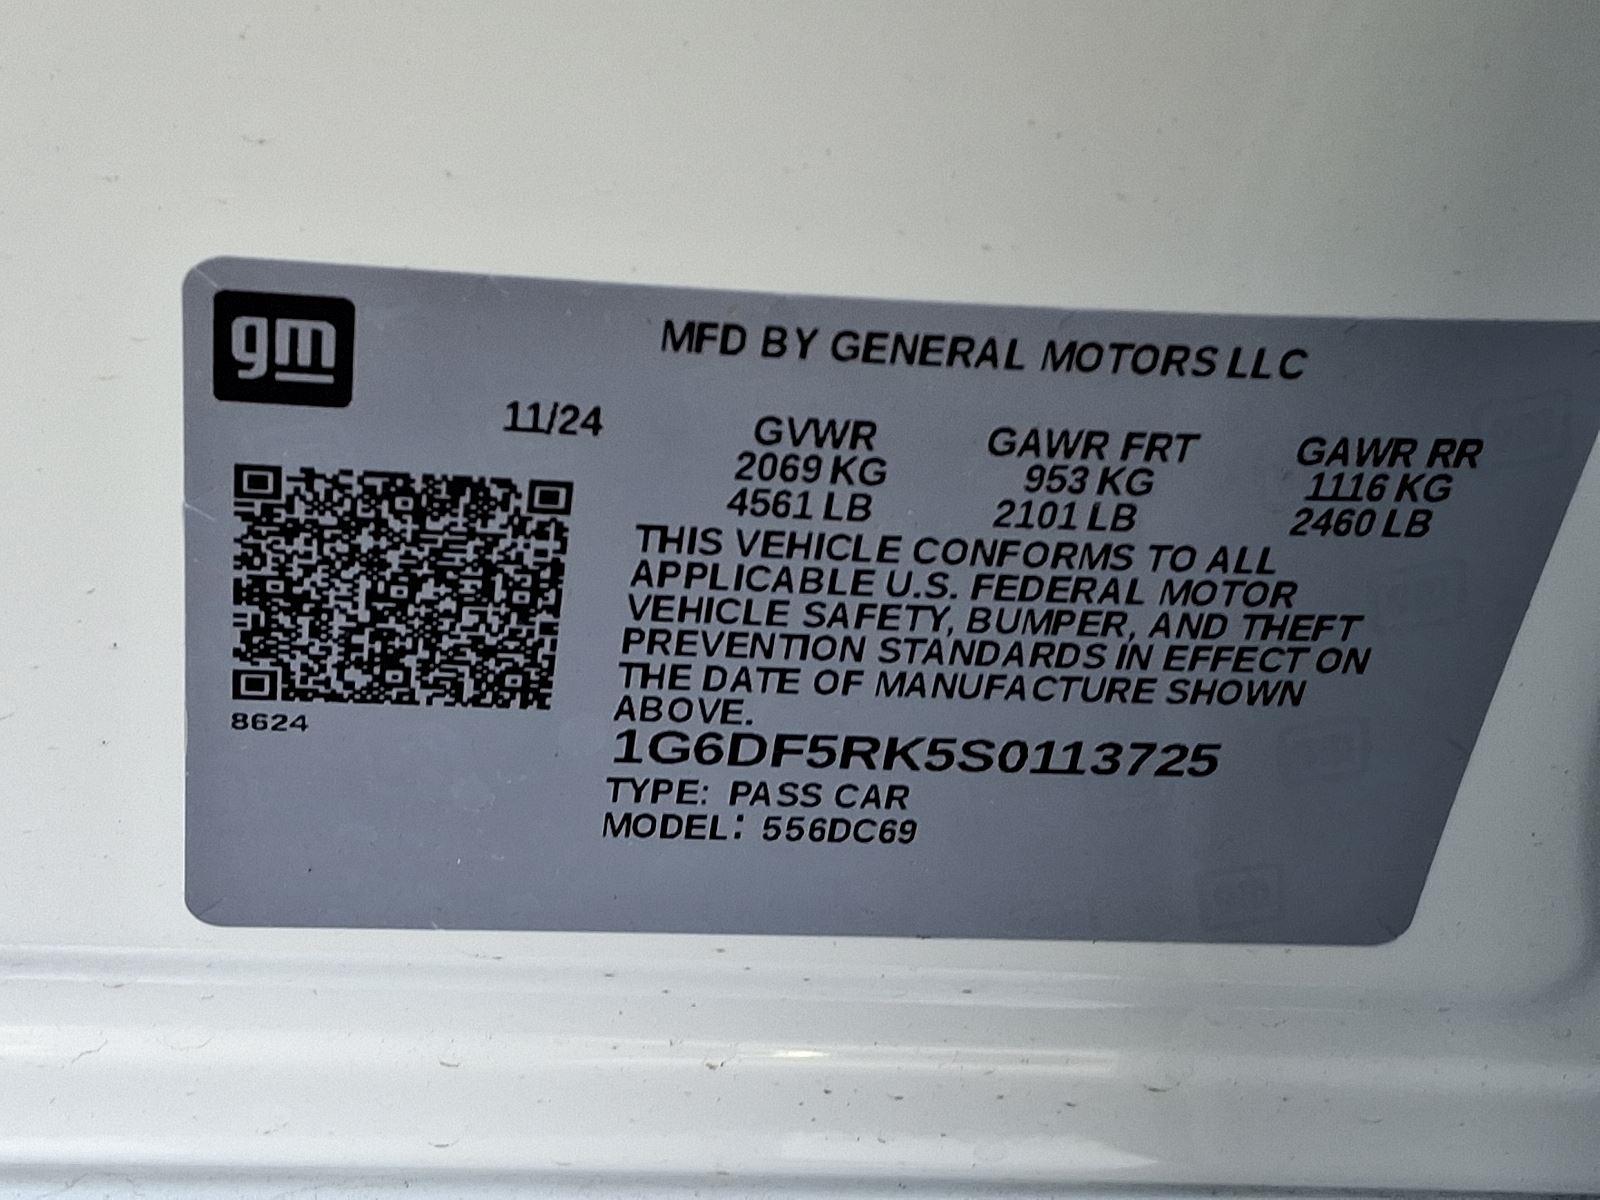 gm
MFD BY GENERAL MOTORS LLC
11/24
GVWR GAWR FRT GAWR RR
2069 KG 953 KG 1116 KG
4561 LB 2101 LB 2460 LB
THIS VEHICLE CONFORMS TO ALL
APPLICABLE U.S. FEDERAL MOTOR
VEHICLE SAFETY, BUMPER, AND THEFT
PREVENTION STANDARDS IN EFFECT ON
THE DATE OF MANUFACTURE SHOWN
ABOVE.
8624
1G6DF5RK5S0113725
TYPE: PASS CAR
MODEL: 556DC69